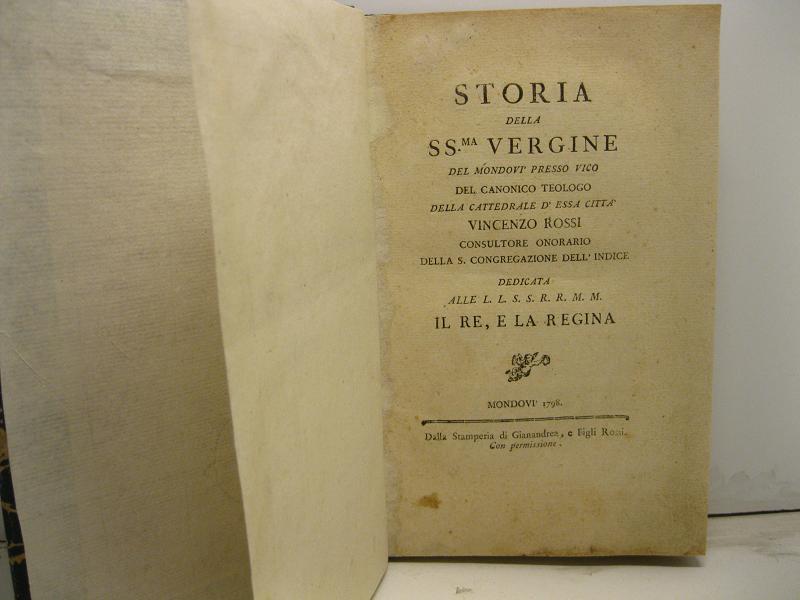 STORIA
DELLA
SS.MA VERGINE
DEL MONDOVI' PRESSO VICO
DEL CANONICO TEOLOGO
DELLA CATTEDRALE D' ESSA CITTA'
VINCENZO ROSSI
CONSULTORE ONORARIO
DELLA S. CONGREGAZIONE DELL' INDICE
DEDICATA
ALLE L. L. S. S. R. R. M. M.
IL RE, E LA REGINA
MONDOVI' 1798.
Dalla Stamperia di Gianandrea, e Figli Rossi.
Con permissione.